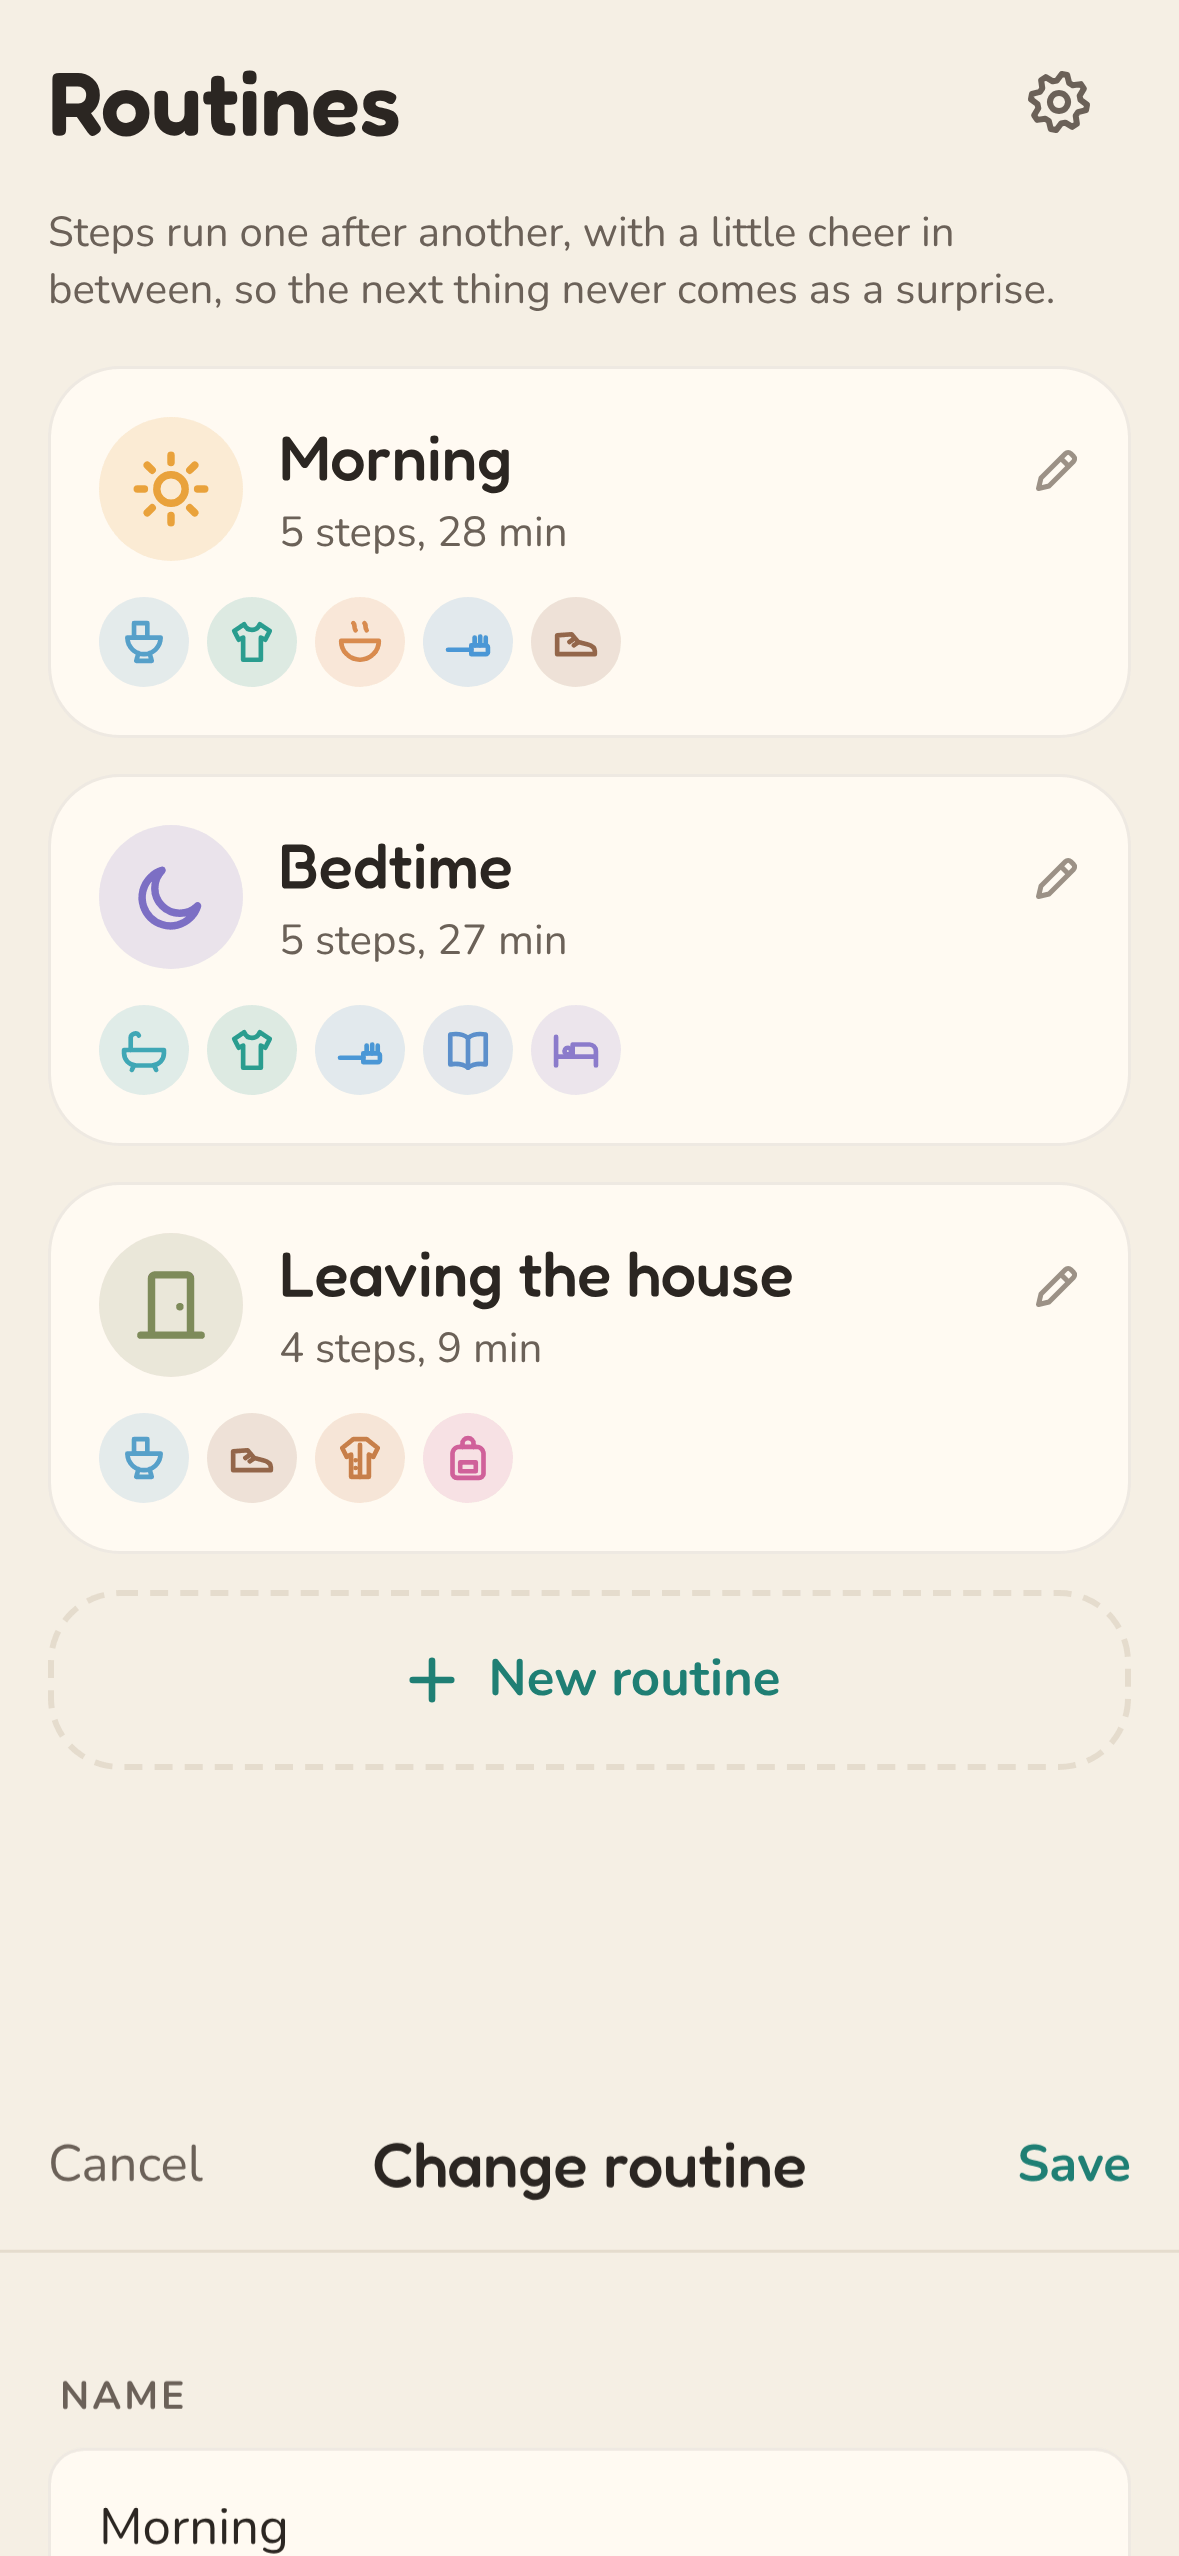 Routines
Steps run one after another, with a little cheer in
between, so the next thing never comes as a surprise.
Morning
5 steps, 28 min
Bedtime
5 steps, 27 min
Leaving the house
4 steps, 9 min
New routine
Cancel Change routine Save
NAME
Morning